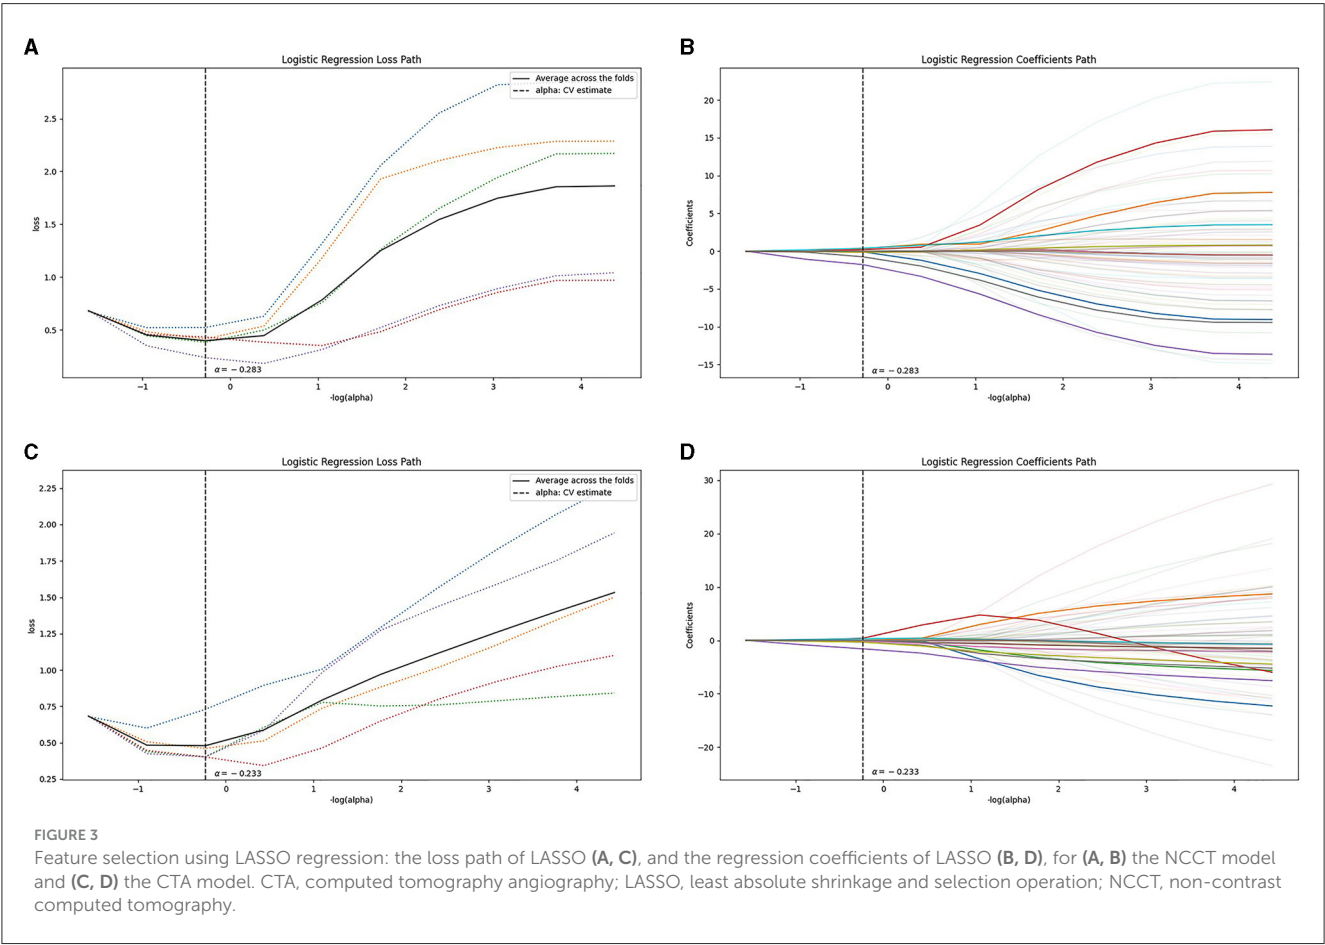 A
Logistic Regression Loss Path
Average across the folds
alpha: CV estimate
2.5
2.0
1.5
1.0
0.5
loss
α = − 0.283
−1
0
1
2
3
4
-log(alpha)
B
Logistic Regression Coefficients Path
20
15
10
5
0
−5
−10
−15
Coefficients
α = − 0.283
−1
0
1
2
3
4
-log(alpha)
C
Logistic Regression Loss Path
Average across the folds
alpha: CV estimate
2.25
2.00
1.75
1.50
1.25
1.00
0.75
0.50
0.25
loss
α = − 0.233
−1
0
1
2
3
4
-log(alpha)
D
Logistic Regression Coefficients Path
30
20
10
0
−10
−20
Coefficients
α = − 0.233
−1
0
1
2
3
4
-log(alpha)
FIGURE 3
Feature selection using LASSO regression: the loss path of LASSO (A, C), and the regression coefficients of LASSO (B, D), for (A, B) the NCCT model
and (C, D) the CTA model. CTA, computed tomography angiography; LASSO, least absolute shrinkage and selection operation; NCCT, non-contrast
computed tomography.